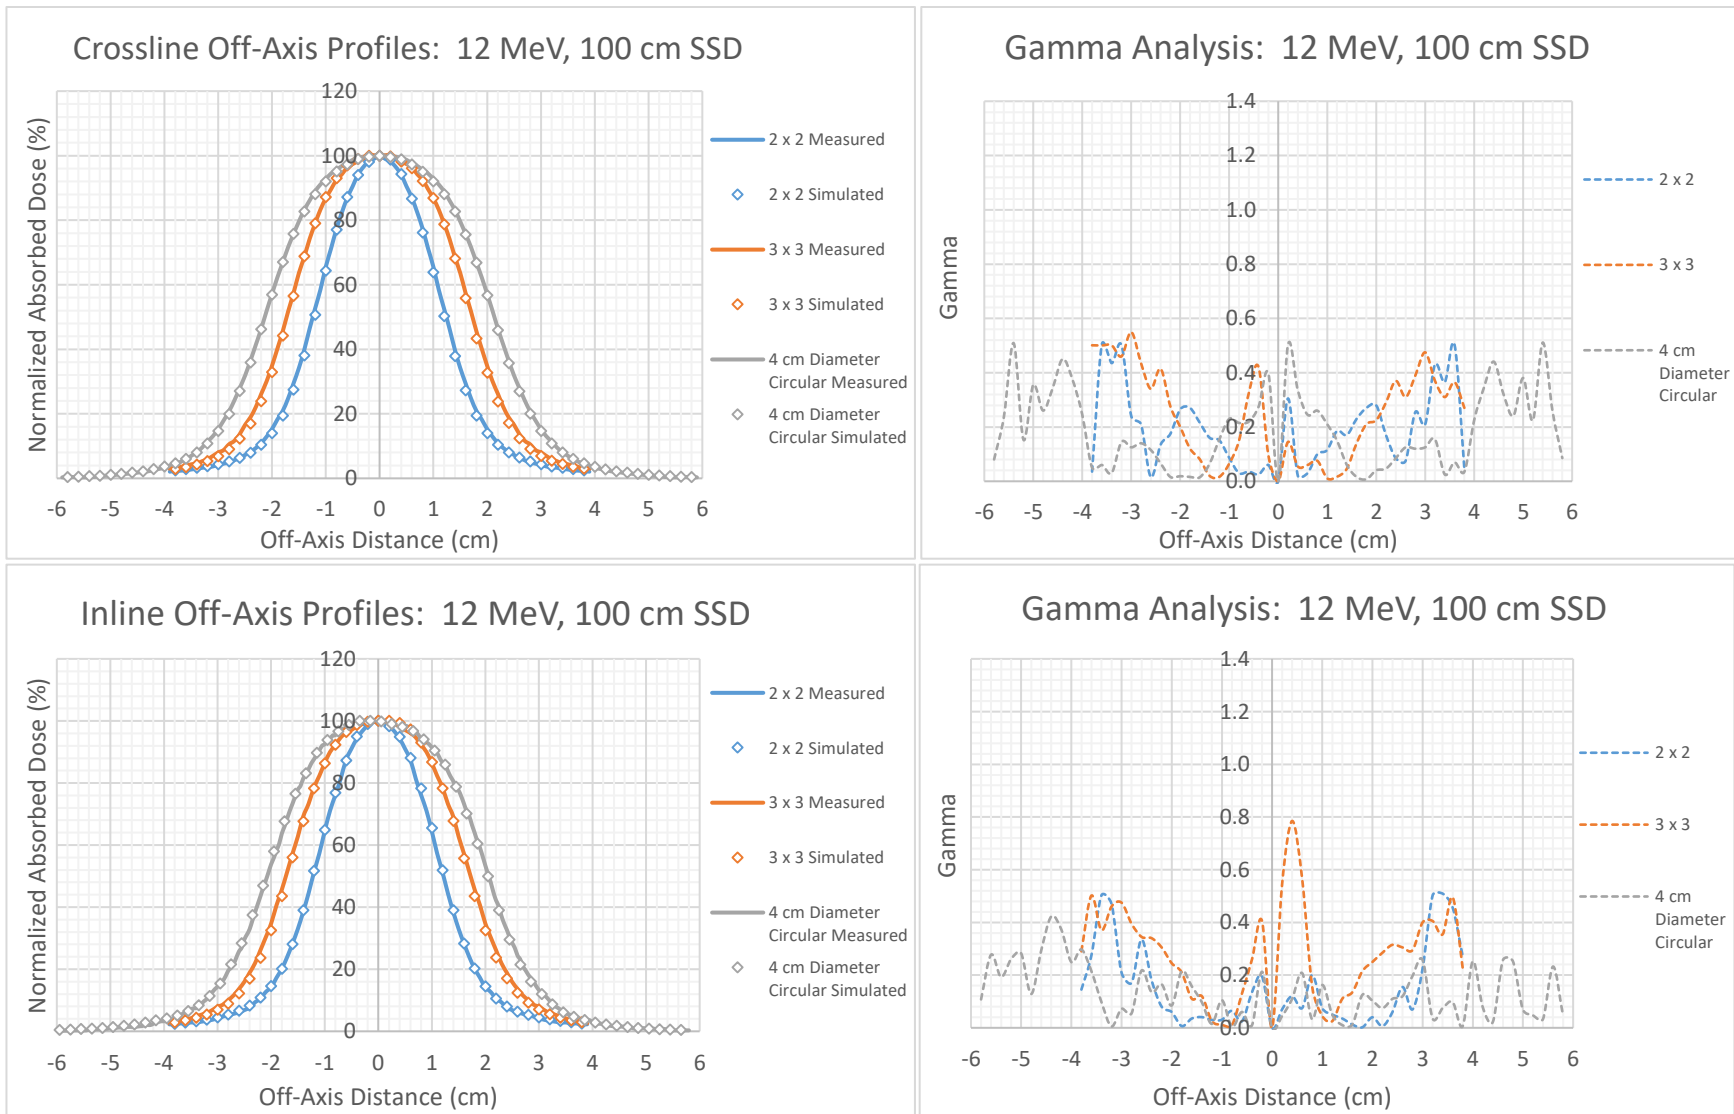 Crossline Off-Axis Profiles: 12 MeV, 100 cm SSD
Normalized Absorbed Dose (%)
120
100
80
60
40
20
0
-6 -5 -4 -3 -2 -1 0 1 2 3 4 5 6
Off-Axis Distance (cm)
2 x 2 Measured
2 x 2 Simulated
3 x 3 Measured
3 x 3 Simulated
4 cm Diameter
Circular Measured
4 cm Diameter
Circular Simulated
Gamma Analysis: 12 MeV, 100 cm SSD
Gamma
1.4
1.2
1.0
0.8
0.6
0.4
0.2
0.0
-6 -5 -4 -3 -2 -1 0 1 2 3 4 5 6
Off-Axis Distance (cm)
2 x 2
3 x 3
4 cm
Diameter
Circular
Inline Off-Axis Profiles: 12 MeV, 100 cm SSD
Normalized Absorbed Dose (%)
120
100
80
60
40
20
0
-6 -5 -4 -3 -2 -1 0 1 2 3 4 5 6
Off-Axis Distance (cm)
2 x 2 Measured
2 x 2 Simulated
3 x 3 Measured
3 x 3 Simulated
4 cm Diameter
Circular Measured
4 cm Diameter
Circular Simulated
Gamma Analysis: 12 MeV, 100 cm SSD
Gamma
1.4
1.2
1.0
0.8
0.6
0.4
0.2
0.0
-6 -5 -4 -3 -2 -1 0 1 2 3 4 5 6
Off-Axis Distance (cm)
2 x 2
3 x 3
4 cm
Diameter
Circular